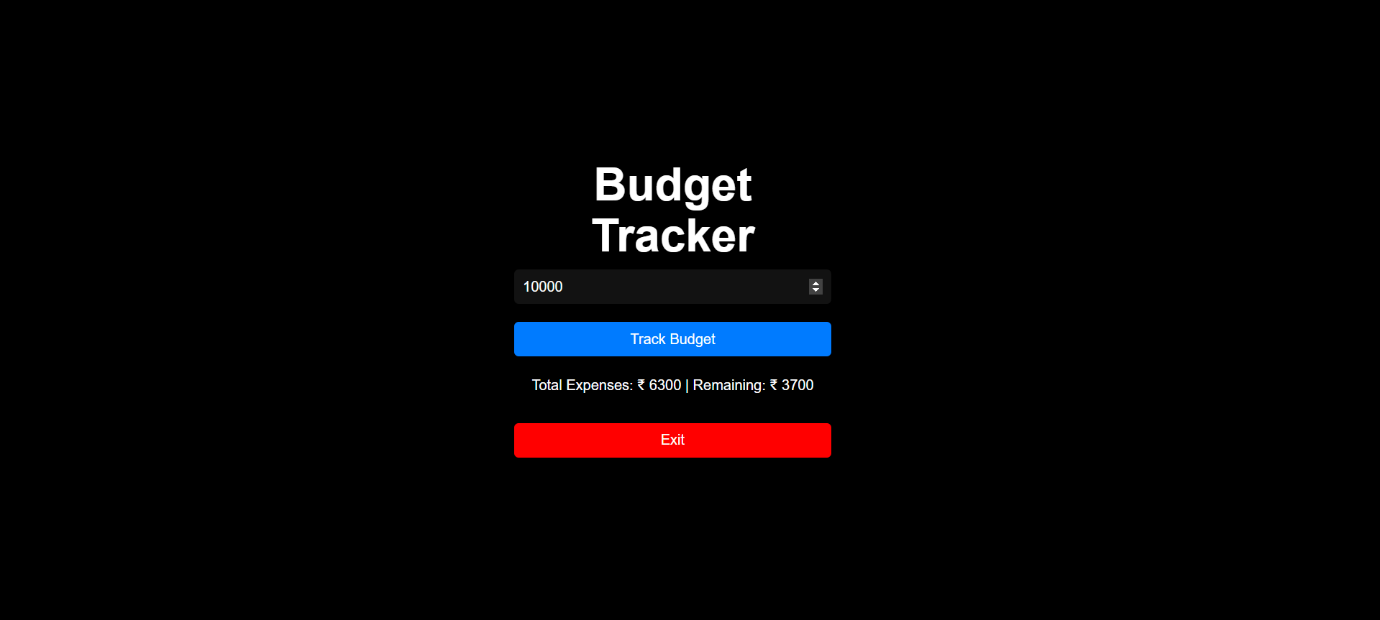 Budget
Tracker
10000
Track Budget
Total Expenses: ₹ 6300 | Remaining: ₹ 3700
Exit